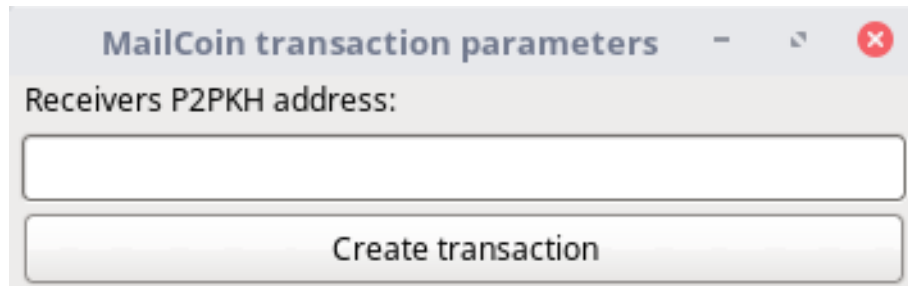 MailCoin transaction parameters
Receivers P2PKH address:
Create transaction